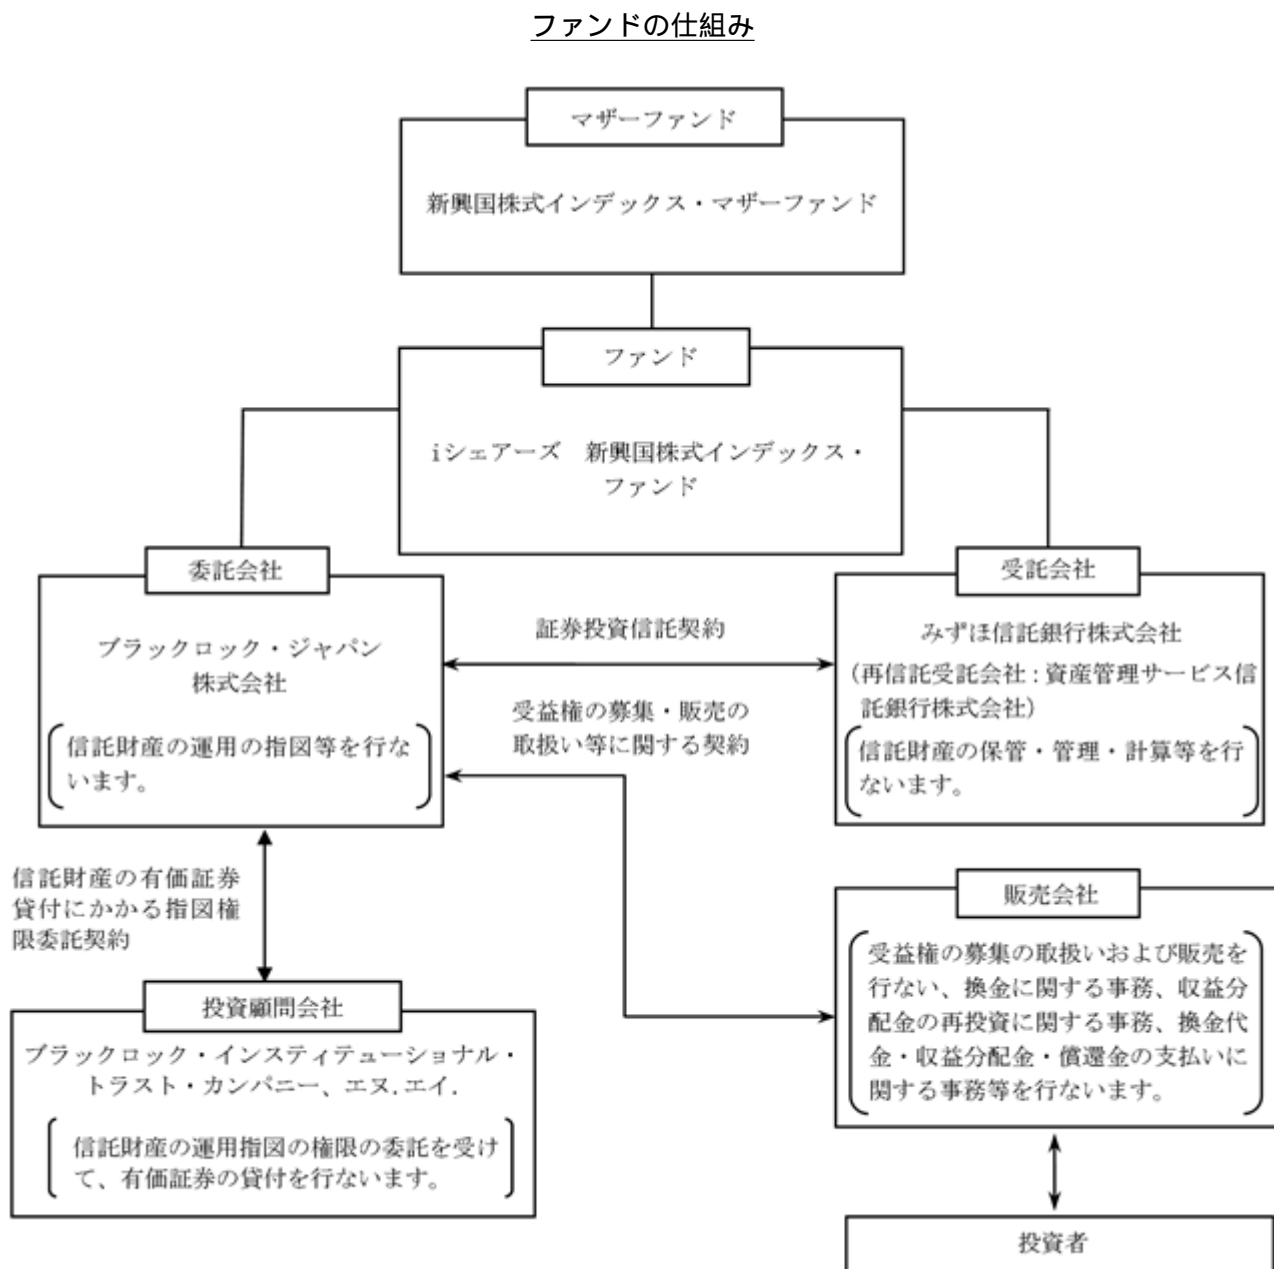 ファンドの仕組み
マザーファンド
新興国株式インデックス・マザーファンド
ファンド
iシェアーズ　新興国株式インデックス・
ファンド
委託会社
ブラックロック・ジャパン
株式会社
信託財産の運用の指図等を行な
います。
証券投資信託契約
受益権の募集・販売の
取扱い等に関する契約
受託会社
みずほ信託銀行株式会社
(再信託受託会社：資産管理サービス信
託銀行株式会社)
信託財産の保管・管理・計算等を行
ないます。
信託財産の有価証券
貸付にかかる指図権
限委託契約
投資顧問会社
ブラックロック・インスティテューショナル・
トラスト・カンパニー、エヌ.エイ.
信託財産の運用指図の権限の委託を受け
て、有価証券の貸付を行ないます。
販売会社
受益権の募集の取扱いおよび販売を
行ない、換金に関する事務、収益分
配金の再投資に関する事務、換金代
金・収益分配金・償還金の支払いに
関する事務等を行ないます。
投資者